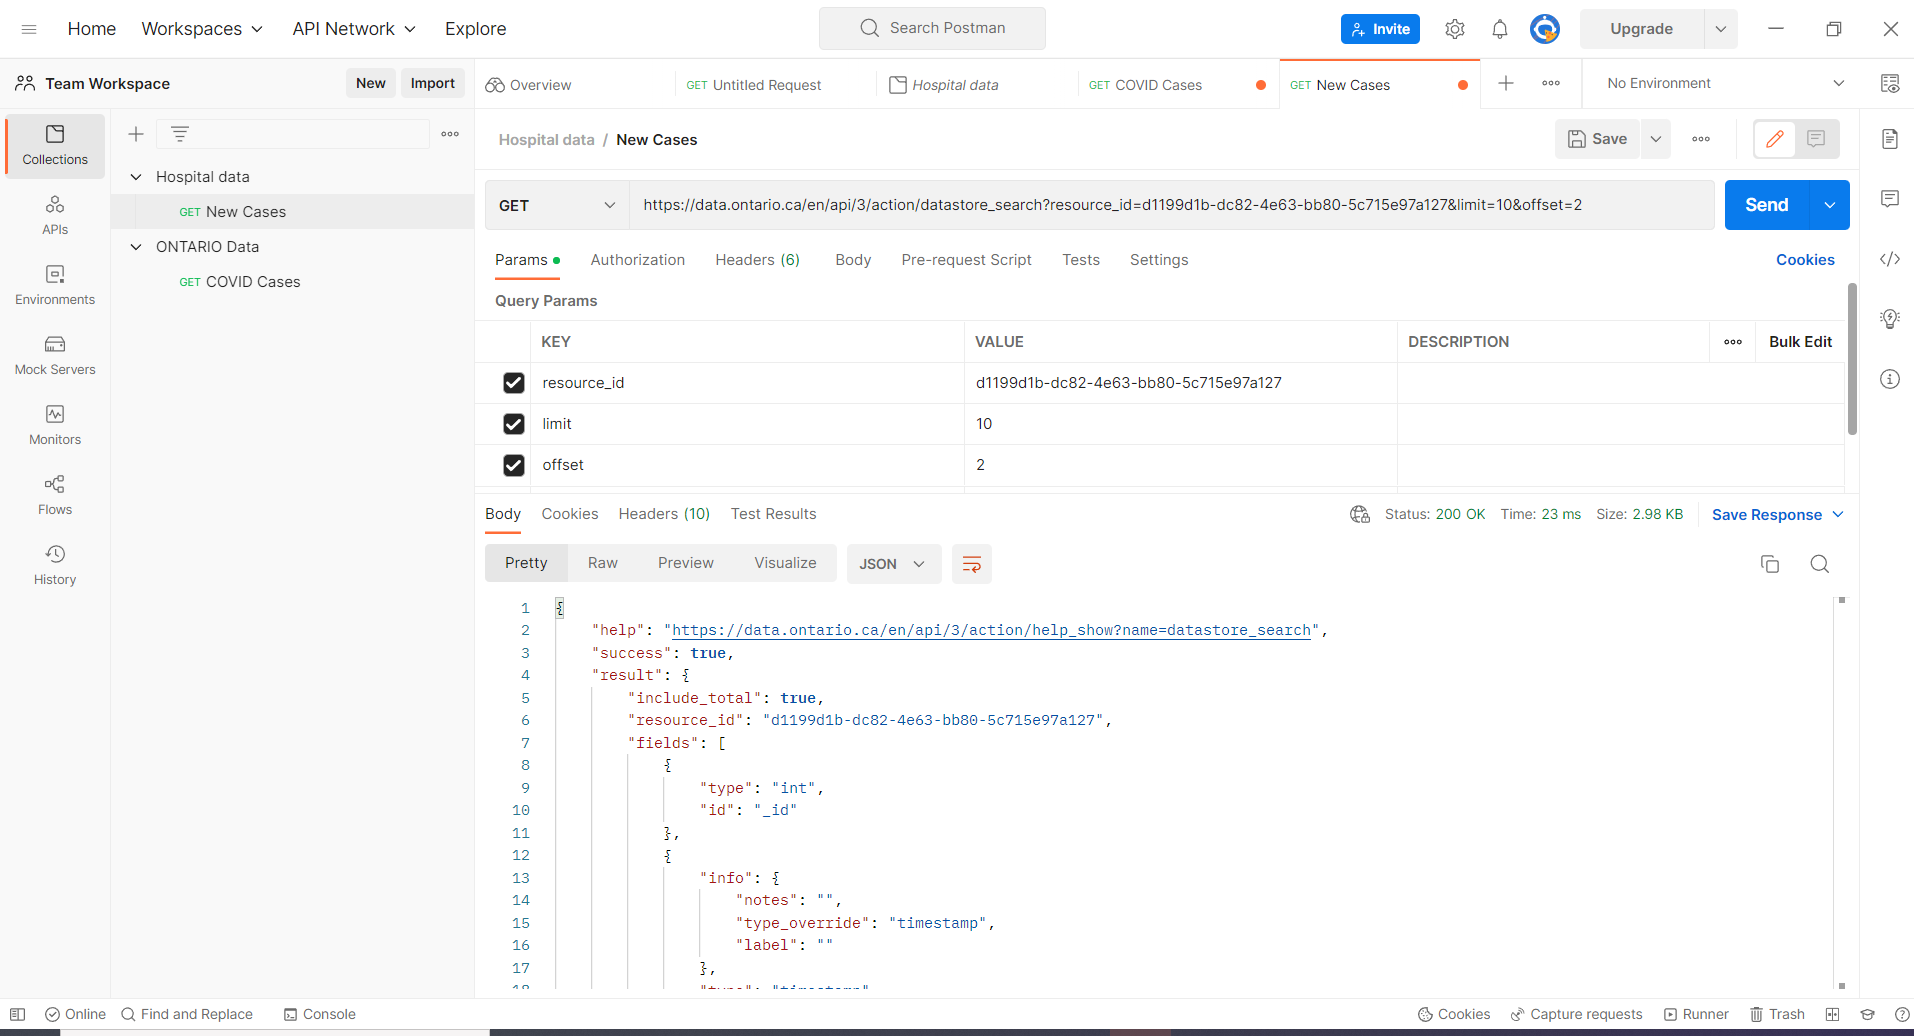 Home Workspaces API Network Explore Search Postman Invite Upgrade
Team Workspace New Import Overview GET Untitled Request Hospital data GET COVID Cases GET New Cases No Environment
Collections
APIs
Environments
Mock Servers
Monitors
Flows
History
Hospital data
GET New Cases
ONTARIO Data
GET COVID Cases
Hospital data / New Cases Save
GET https://data.ontario.ca/en/api/3/action/datastore_search?resource_id=d1199d1b-dc82-4e63-bb80-5c715e97a127&limit=10&offset=2 Send
Params Authorization Headers (6) Body Pre-request Script Tests Settings Cookies
Query Params
KEY VALUE DESCRIPTION Bulk Edit
resource_id d1199d1b-dc82-4e63-bb80-5c715e97a127
limit 10
offset 2
Body Cookies Headers (10) Test Results Status: 200 OK Time: 23 ms Size: 2.98 KB Save Response
Pretty Raw Preview Visualize JSON
1 {
2 "help": "https://data.ontario.ca/en/api/3/action/help_show?name=datastore_search",
3 "success": true,
4 "result": {
5 "include_total": true,
6 "resource_id": "d1199d1b-dc82-4e63-bb80-5c715e97a127",
7 "fields": [
8 {
9 "type": "int",
10 "id": "_id"
11 },
12 {
13 "info": {
14 "notes": "",
15 "type_override": "timestamp",
16 "label": ""
17 },
18 "type": "timestamp"
Online Find and Replace Console Cookies Capture requests Runner Trash